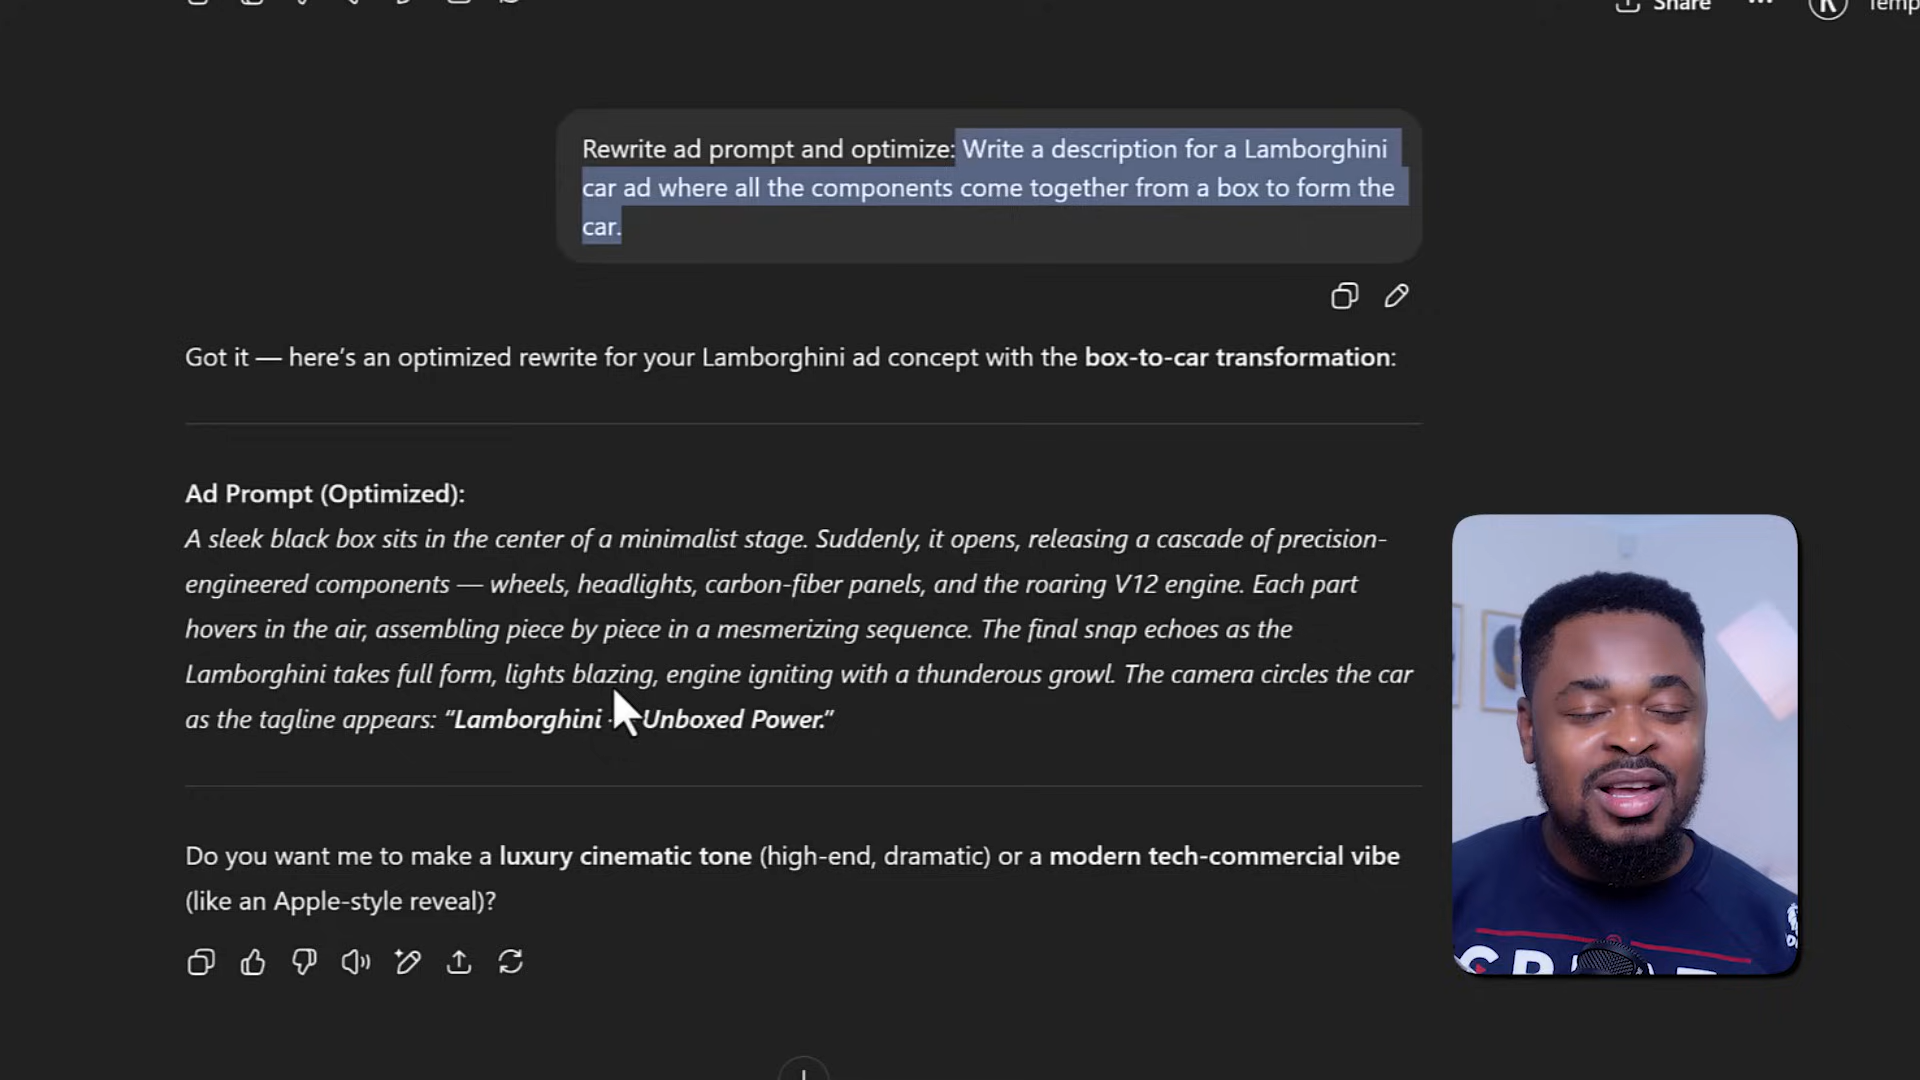 Share
Rewrite ad prompt and optimize: Write a description for a Lamborghini
car ad where all the components come together from a box to form the
car.
Got it — here's an optimized rewrite for your Lamborghini ad concept with the box-to-car transformation:
Ad Prompt (Optimized):
A sleek black box sits in the center of a minimalist stage. Suddenly, it opens, releasing a cascade of precision-
engineered components — wheels, headlights, carbon-fiber panels, and the roaring V12 engine. Each part
hovers in the air, assembling piece by piece in a mesmerizing sequence. The final snap echoes as the
Lamborghini takes full form, lights blazing, engine igniting with a thunderous growl. The camera circles the car
as the tagline appears: “Lamborghini Unboxed Power.”
Do you want me to make a luxury cinematic tone (high-end, dramatic) or a modern tech-commercial vibe
(like an Apple-style reveal)?